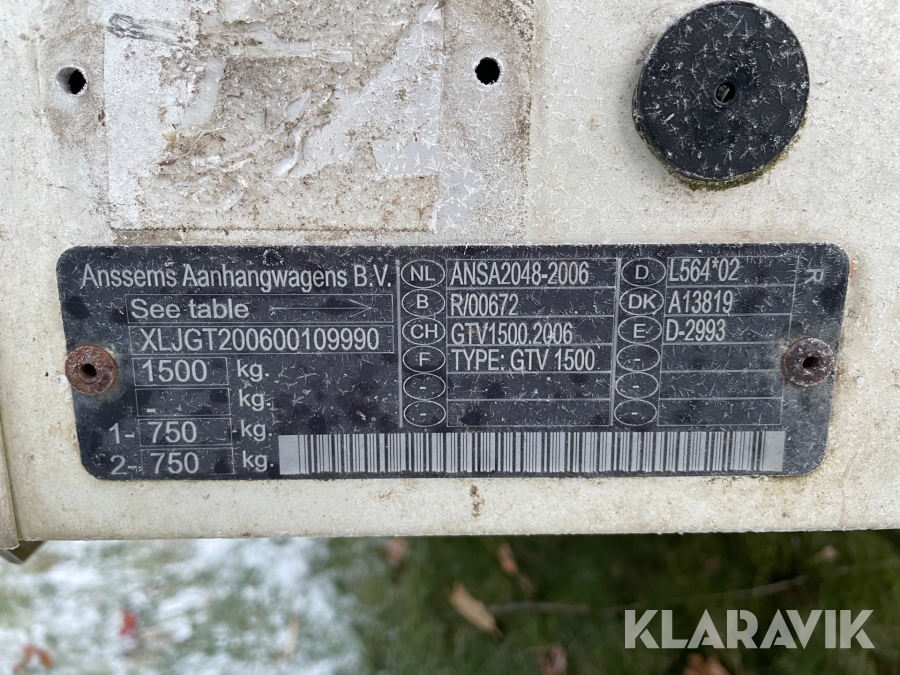 Anssems Aanhangwagens B.V.
See table
XLJGT200600109990
1500 kg.
- kg.
1- 750 kg.
2- 750 kg.
NL ANSA2048-2006
B R/00672
CH GTV1500.2006
F TYPE: GTV 1500
-
-
D L564*02
DK A13819
E D-2993
-
-
R
KLARAVIK